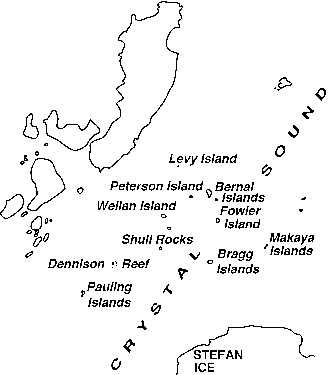 Levy Island
CRYSTAL SOUND
Peterson Island
Bernal
Islands
Weilan Island
Fowler
Island
Shull Rocks
Makaya
Islands
Dennison Reef
Bragg
Islands
Pauling
Islands
STEFAN
ICE